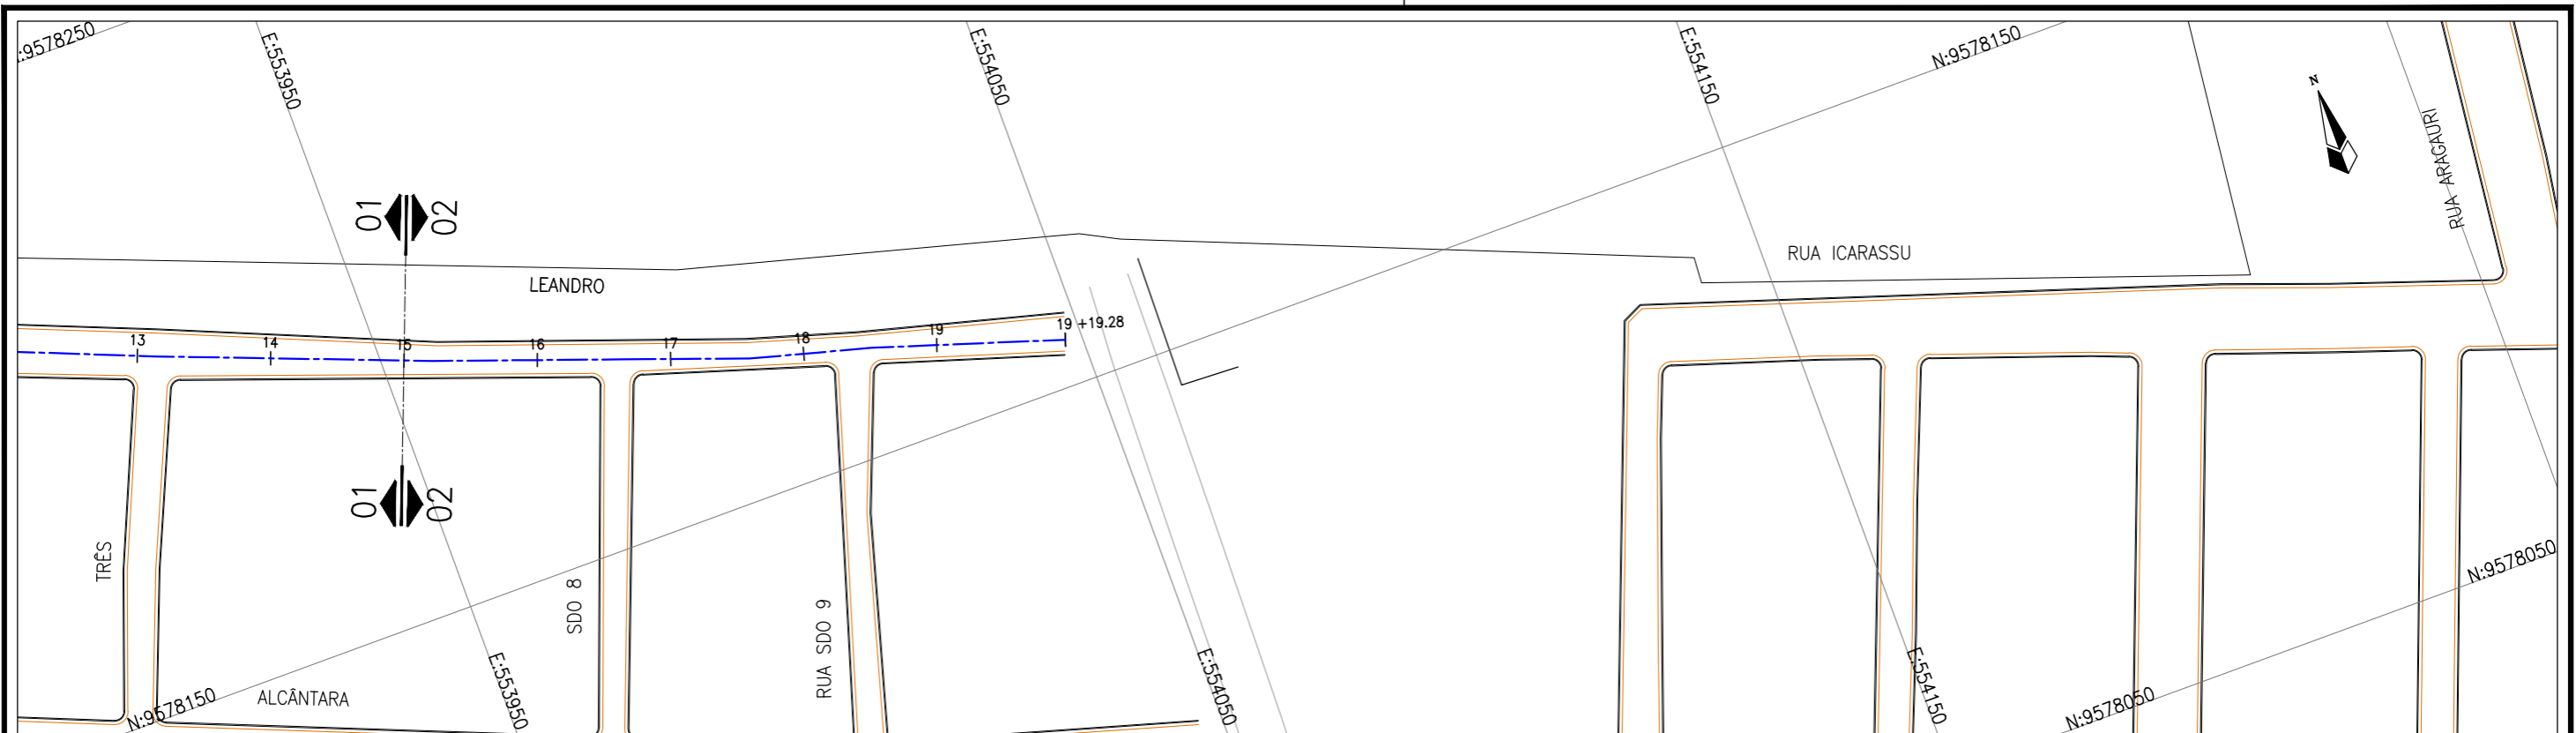 :9578250
E:553950
E:554050
E:554150
N:9578150
N
RUA ARAGAURI
01
02
RUA ICARASSU
LEANDRO
13
14
15
16
17
18
19
19 +19.28
01
02
TRÊS
SDO 8
RUA SDO 9
ALCÂNTARA
N:9578150
E:553950
E:554050
E:554150
N:9578050
N:9578050